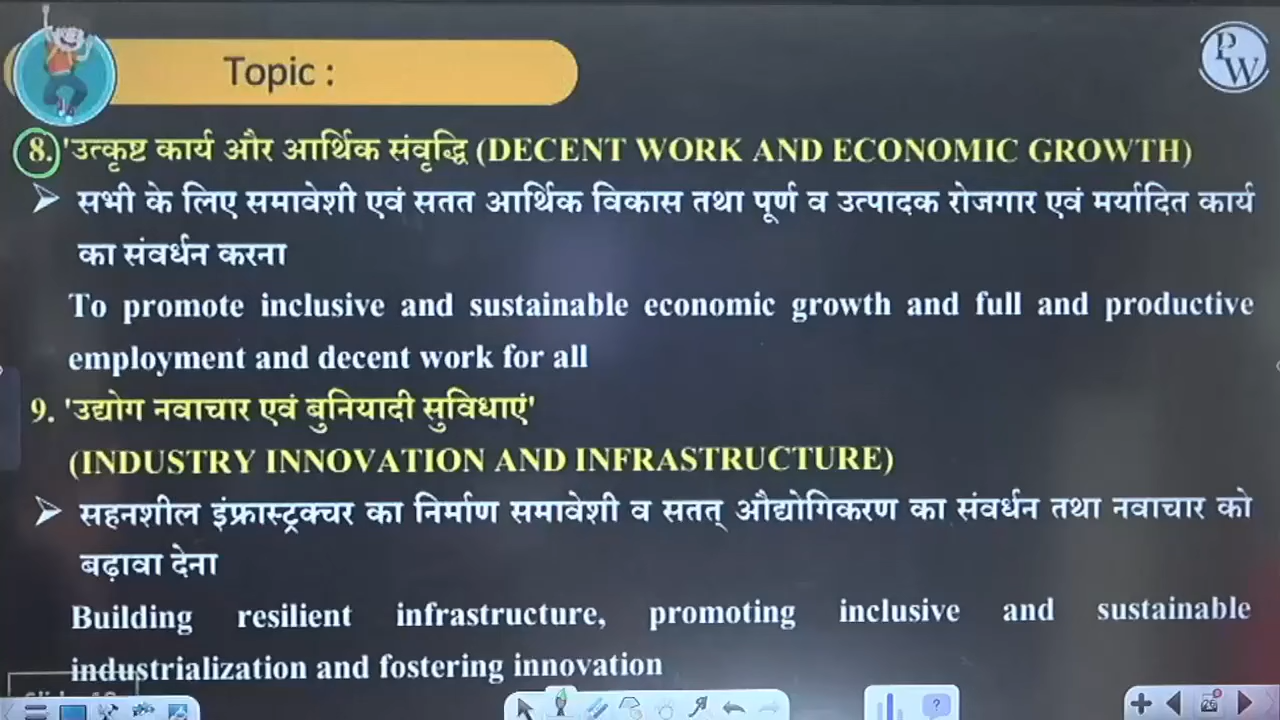 Topic :
PW
8. 'उत्कृष्ट कार्य और आर्थिक संवृद्धि (DECENT WORK AND ECONOMIC GROWTH)
सभी के लिए समावेशी एवं सतत आर्थिक विकास तथा पूर्ण व उत्पादक रोजगार एवं मर्यादित कार्य
का संवर्धन करना
To promote inclusive and sustainable economic growth and full and productive
employment and decent work for all
9. 'उद्योग नवाचार एवं बुनियादी सुविधाएं'
(INDUSTRY INNOVATION AND INFRASTRUCTURE)
सहनशील इंफ्रास्ट्रक्चर का निर्माण समावेशी व सतत् औद्योगिकरण का संवर्धन तथा नवाचार को
बढ़ावा देना
Building resilient infrastructure, promoting inclusive and sustainable
industrialization and fostering innovation